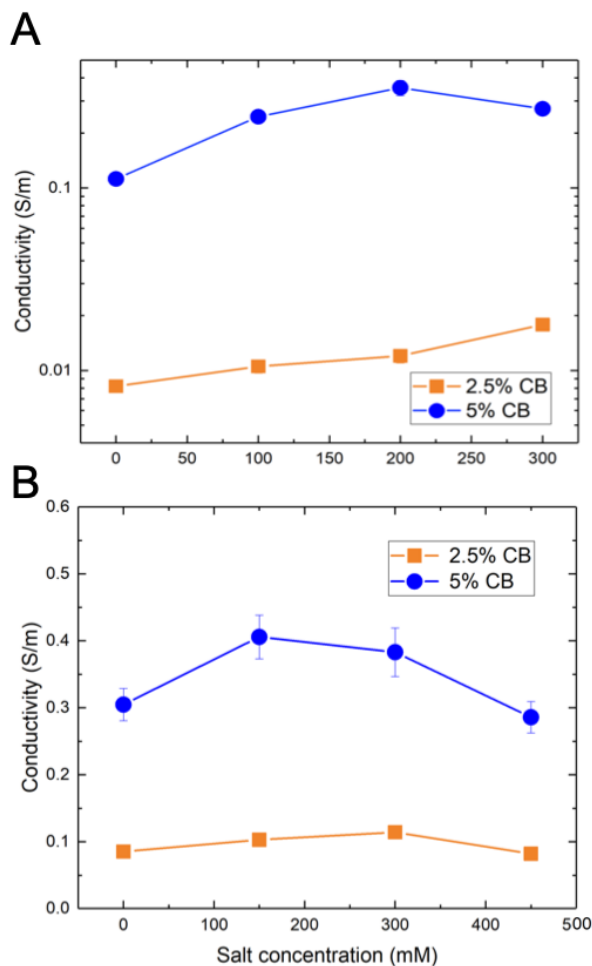 A
Conductivity (S/m)
0.1
0.01
2.5% CB
5% CB
0 50 100 150 200 250 300
B
Conductivity (S/m)
0.6
0.5
0.4
0.3
0.2
0.1
0.0
2.5% CB
5% CB
0 100 200 300 400 500
Salt concentration (mM)